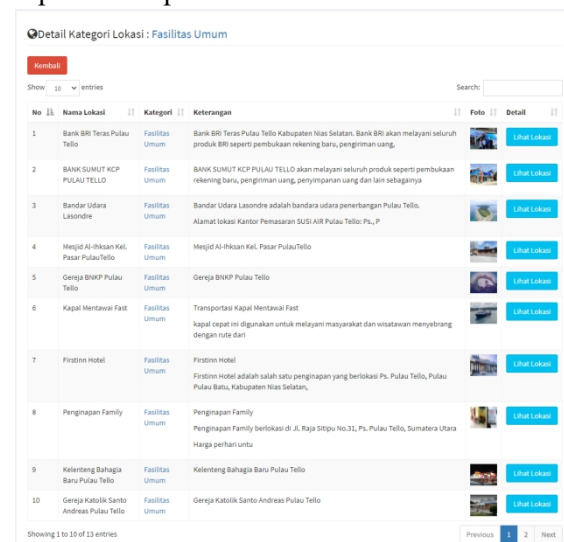 Detail Kategori Lokasi : Fasilitas Umum
Kembali
Show 10 entries
Search:
No Nama Lokasi Kategori Keterangan Foto Detail
1 Bank BRI Teras Pulau Tello Fasilitas Umum Bank BRI Teras Pulau Tello Kabupaten Nias Selatan. Bank BRI akan melayani seluruh produk BRI seperti pembukaan rekening baru, pengiriman uang, Lihat Lokasi
2 BANK SUMUT KCP PULAU TELLO Fasilitas Umum BANK SUMUT KCP PULAU TELLO akan melayani seluruh produk seperti pembukaan rekening baru, pengiriman uang, penyimpanan uang dan lain sebagainya Lihat Lokasi
3 Bandar Udara Lasondre Fasilitas Umum Bandar Udara Lasondre adalah bandara udara penerbangan Pulau Tello.
Alamat lokasi Kantor Pemasaran SUSI AIR Pulau Tello: Ps., P Lihat Lokasi
4 Mesjid Al-Ihksan Kel. Pasar PulauTello Fasilitas Umum Mesjid Al-Ihksan Kel. Pasar PulauTello Lihat Lokasi
5 Gereja BNKP Pulau Tello Fasilitas Umum Gereja BNKP Pulau Tello Lihat Lokasi
6 Kapal Mentawai Fast Fasilitas Umum Transportasi Kapal Mentawai Fast
kapal cepat ini digunakan untuk melayani masyarakat dan wisatawan menyebrang dengan rute dari Lihat Lokasi
7 Firstinn Hotel Fasilitas Umum Firstinn Hotel
Firstinn Hotel adalah salah satu penginapan yang berlokasi Ps. Pulau Tello, Pulau Pulau Batu, Kabupaten Nias Selatan, Lihat Lokasi
8 Penginapan Family Fasilitas Umum Penginapan Family
Penginapan Family berlokasi di Jl. Raja Sitipu No.31, Ps. Pulau Tello, Sumatera Utara
Harga perhari untu Lihat Lokasi
9 Kelenteng Bahagia Baru Pulau Tello Fasilitas Umum Kelenteng Bahagia Baru Pulau Tello Lihat Lokasi
10 Gereja Katolik Santo Andreas Pulau Tello Fasilitas Umum Gereja Katolik Santo Andreas Pulau Tello Lihat Lokasi
Showing 1 to 10 of 13 entries
Previous 1 2 Next